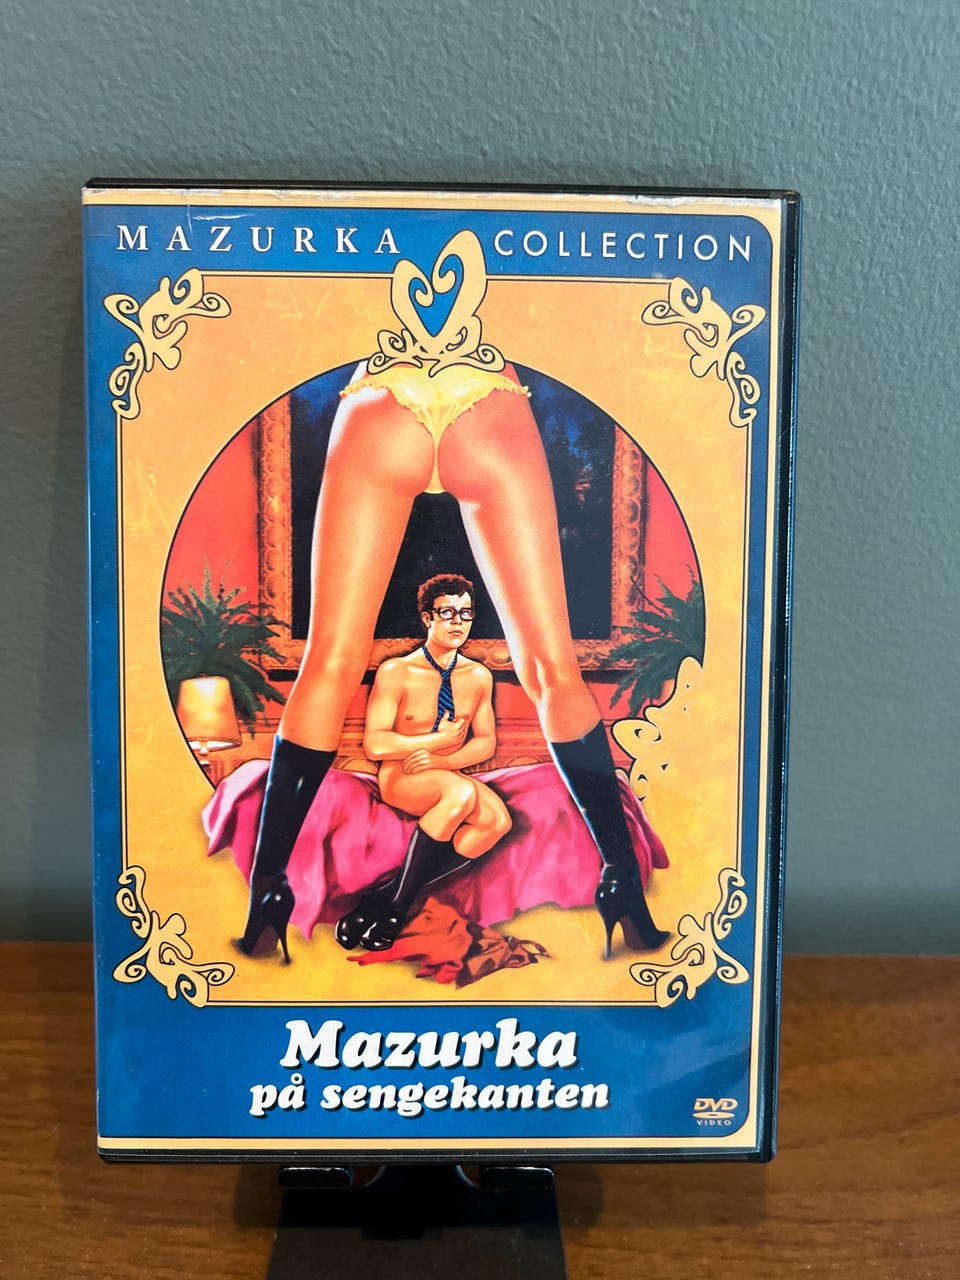 MAZURKA COLLECTION
Mazurka
på sengekanten
DVD
VIDEO